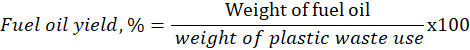 Fuel oil yield, % = Weight of fuel oil / weight of plastic waste use x100